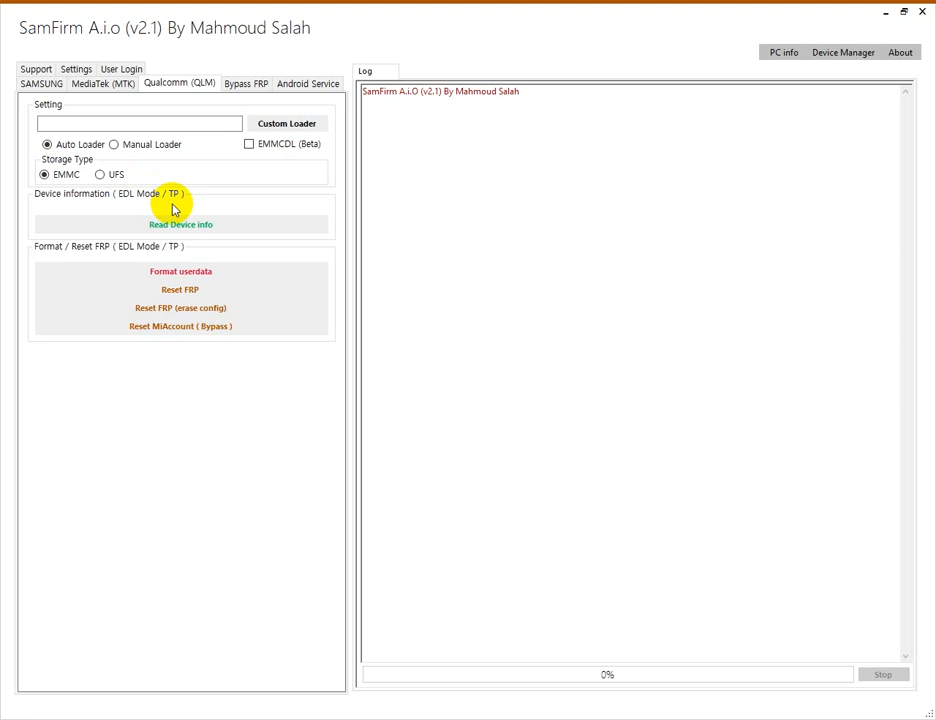 SamFirm A.i.o (v2.1) By Mahmoud Salah
PC info Device Manager About
Support Settings User Login
SAMSUNG MediaTek (MTK) Qualcomm (QLM) Bypass FRP Android Service
Setting
Custom Loader
Auto Loader Manual Loader EMMCDL (Beta)
Storage Type
EMMC UFS
Device information ( EDL Mode / TP )
Read Device info
Format / Reset FRP ( EDL Mode / TP )
Format userdata
Reset FRP
Reset FRP (erase config)
Reset MiAccount ( Bypass )
Log
SamFirm A.i.O (v2.1) By Mahmoud Salah
0%
Stop